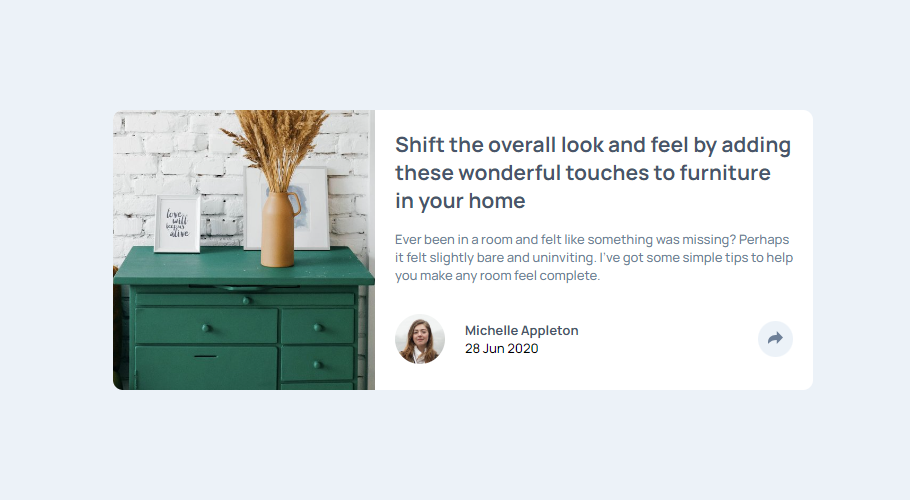 love
will
keep us
alive
Shift the overall look and feel by adding
these wonderful touches to furniture
in your home
Ever been in a room and felt like something was missing? Perhaps
it felt slightly bare and uninviting. I've got some simple tips to help
you make any room feel complete.
Michelle Appleton
28 Jun 2020